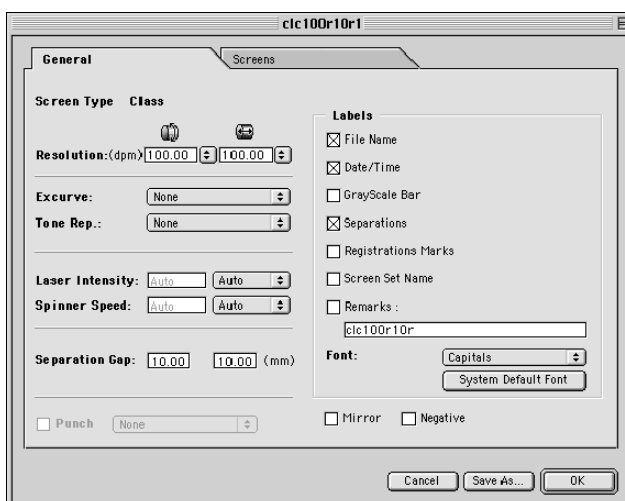 clc100r10r1
General
Screens
Screen Type Class
Resolution:(dpm) 100.00 100.00
Excurve: None
Tone Rep.: None
Laser Intensity: Auto Auto
Spinner Speed: Auto Auto
Separation Gap: 10.00 10.00 (mm)
Punch None
Labels
File Name
Date/Time
GrayScale Bar
Separations
Registrations Marks
Screen Set Name
Remarks :
clc100r10r
Font: Capitals
System Default Font
Mirror Negative
Cancel Save As... OK